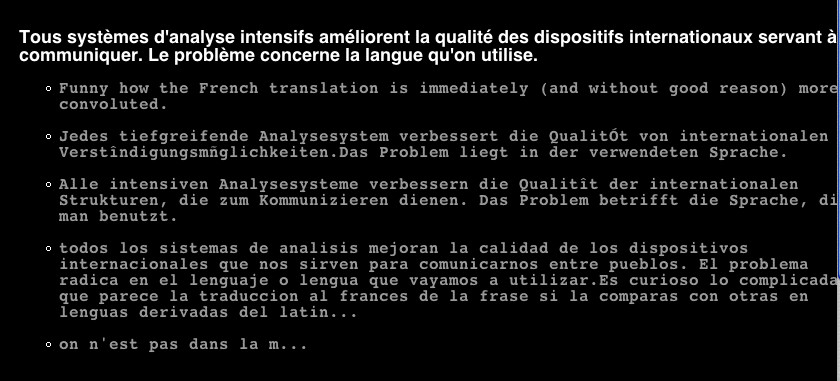 Tous systèmes d'analyse intensifs améliorent la qualité des dispositifs internationaux servant à
communiquer. Le problème concerne la langue qu'on utilise.
Funny how the French translation is immediately (and without good reason) more
convoluted.
Jedes tiefgreifende Analysesystem verbessert die QualitÓt von internationalen
Verstîndigungsmñglichkeiten.Das Problem liegt in der verwendeten Sprache.
Alle intensiven Analysesysteme verbessern die Qualitît der internationalen
Strukturen, die zum Kommunizieren dienen. Das Problem betrifft die Sprache, di
man benutzt.
todos los sistemas de analisis mejoran la calidad de los dispositivos
internacionales que nos sirven para comunicarnos entre pueblos. El problema
radica en el lenguaje o lengua que vayamos a utilizar.Es curioso lo complicada
que parece la traduccion al frances de la frase si la comparas con otras en
lenguas derivadas del latin...
on n'est pas dans la m...